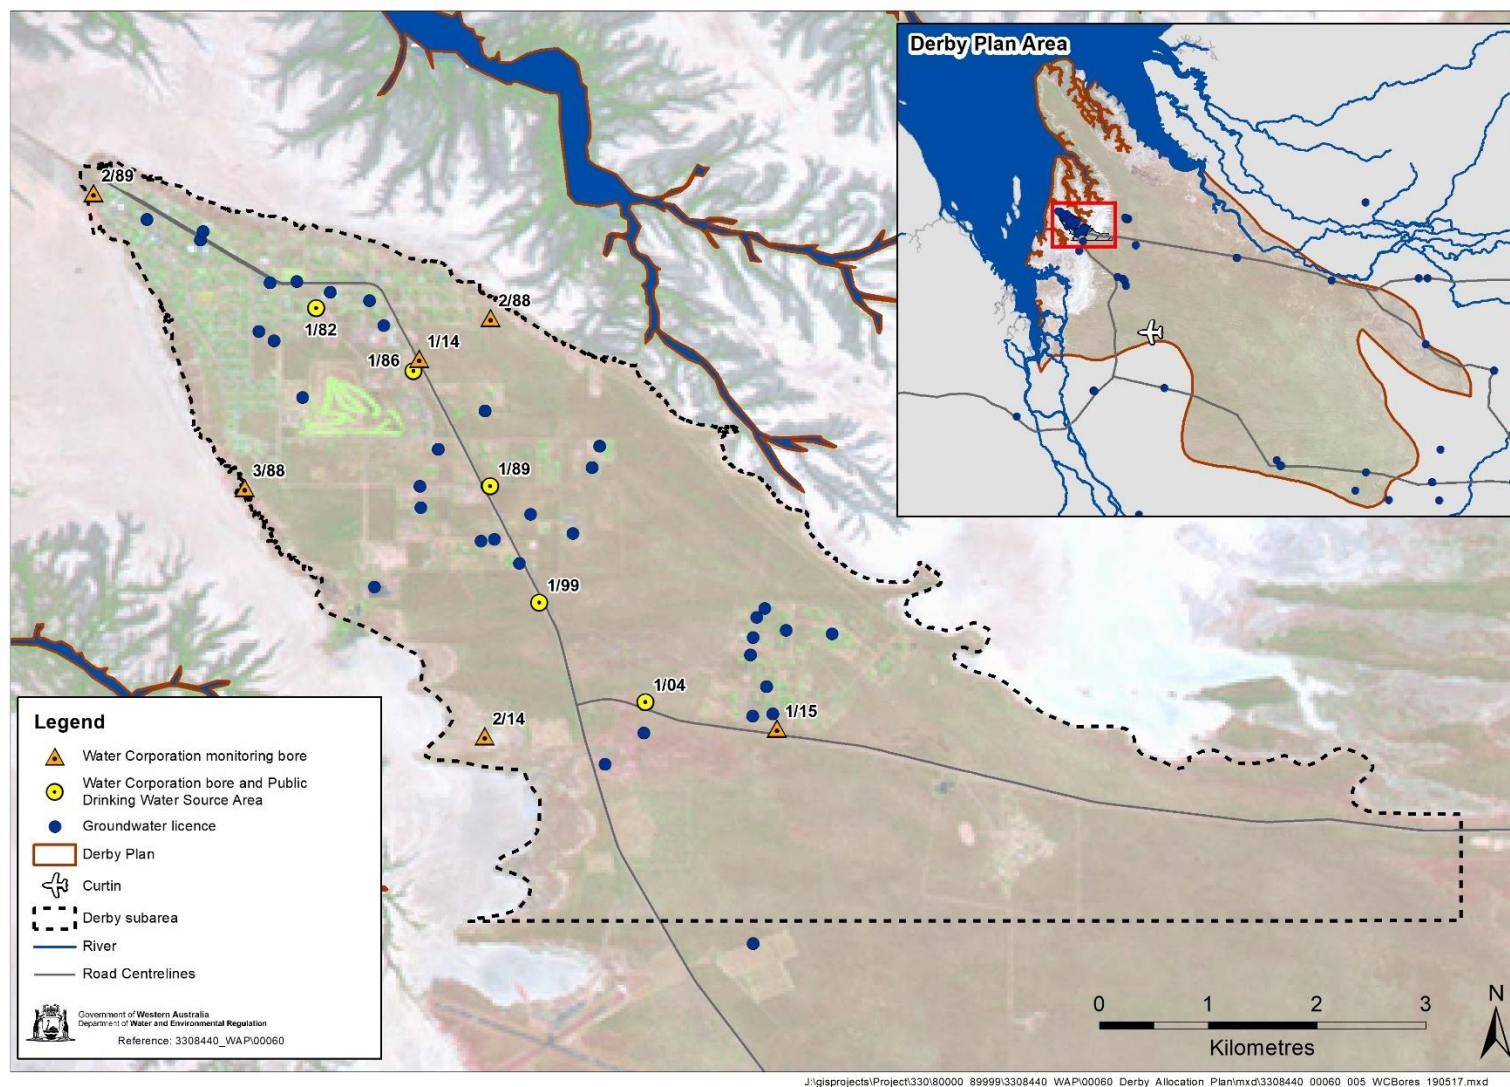 Derby Plan Area
2/89
2/88
1/82
1/14
1/86
3/88
1/89
1/99
1/04
2/14
1/15
Legend
Water Corporation monitoring bore
Water Corporation bore and Public
Drinking Water Source Area
Groundwater licence
Derby Plan
Curtin
Derby subarea
River
Road Centrelines
Government of Western Australia
Department of Water and Environmental Regulation
Reference: 3308440_WAP\00060
0 1 2 3
Kilometres
N
J:\gisprojects\Project\330\80000_89999\3308440_WAP\00060_Derby_Allocation_Plan\mxd\3308440_00060_005_WCBores_190517.mxd